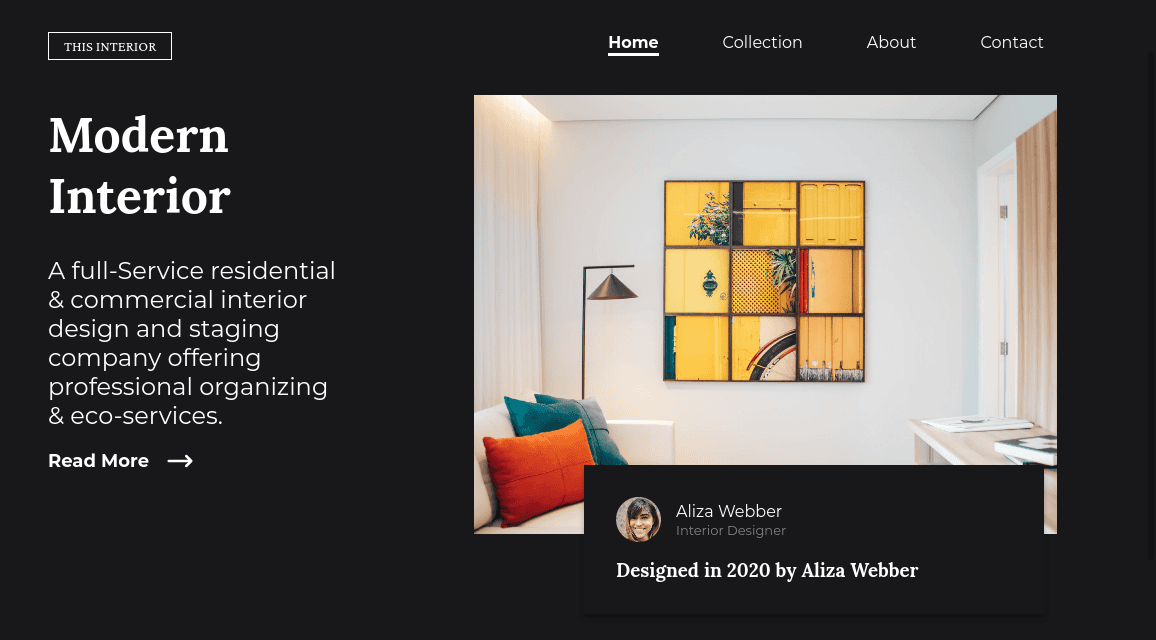 THIS INTERIOR
Home
Collection
About
Contact
Modern
Interior
A full-Service residential
& commercial interior
design and staging
company offering
professional organizing
& eco-services.
Read More
Aliza Webber
Interior Designer
Designed in 2020 by Aliza Webber